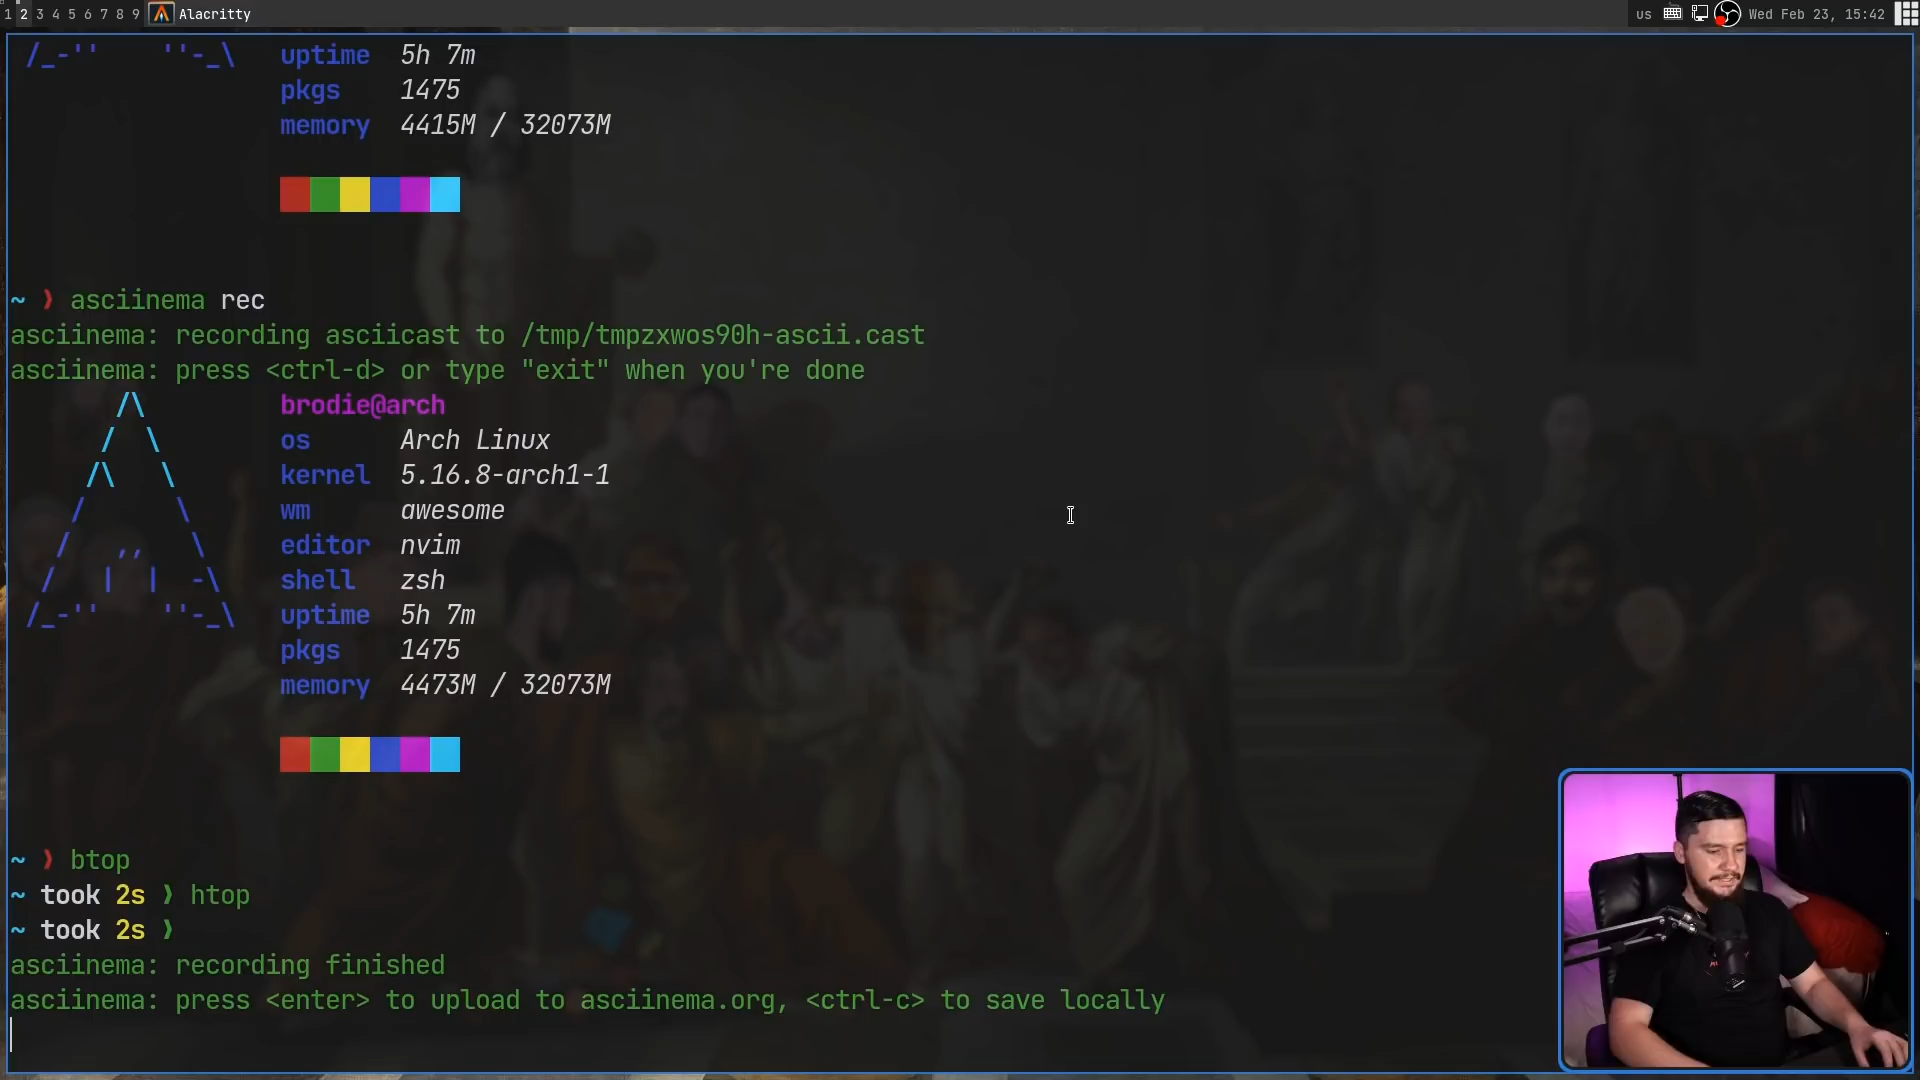 1 2 3 4 5 6 7 8 9 Alacritty us Wed Feb 23, 15:42
uptime 5h 7m
pkgs 1475
memory 4415M / 32073M
~ ❯ asciinema rec
asciinema: recording asciicast to /tmp/tmpzxwos90h-ascii.cast
asciinema: press <ctrl-d> or type "exit" when you're done
brodie@arch
os Arch Linux
kernel 5.16.8-arch1-1
wm awesome
editor nvim
shell zsh
uptime 5h 7m
pkgs 1475
memory 4473M / 32073M
~ ❯ btop
~ took 2s ❯ htop
~ took 2s ❯
asciinema: recording finished
asciinema: press <enter> to upload to asciinema.org, <ctrl-c> to save locally